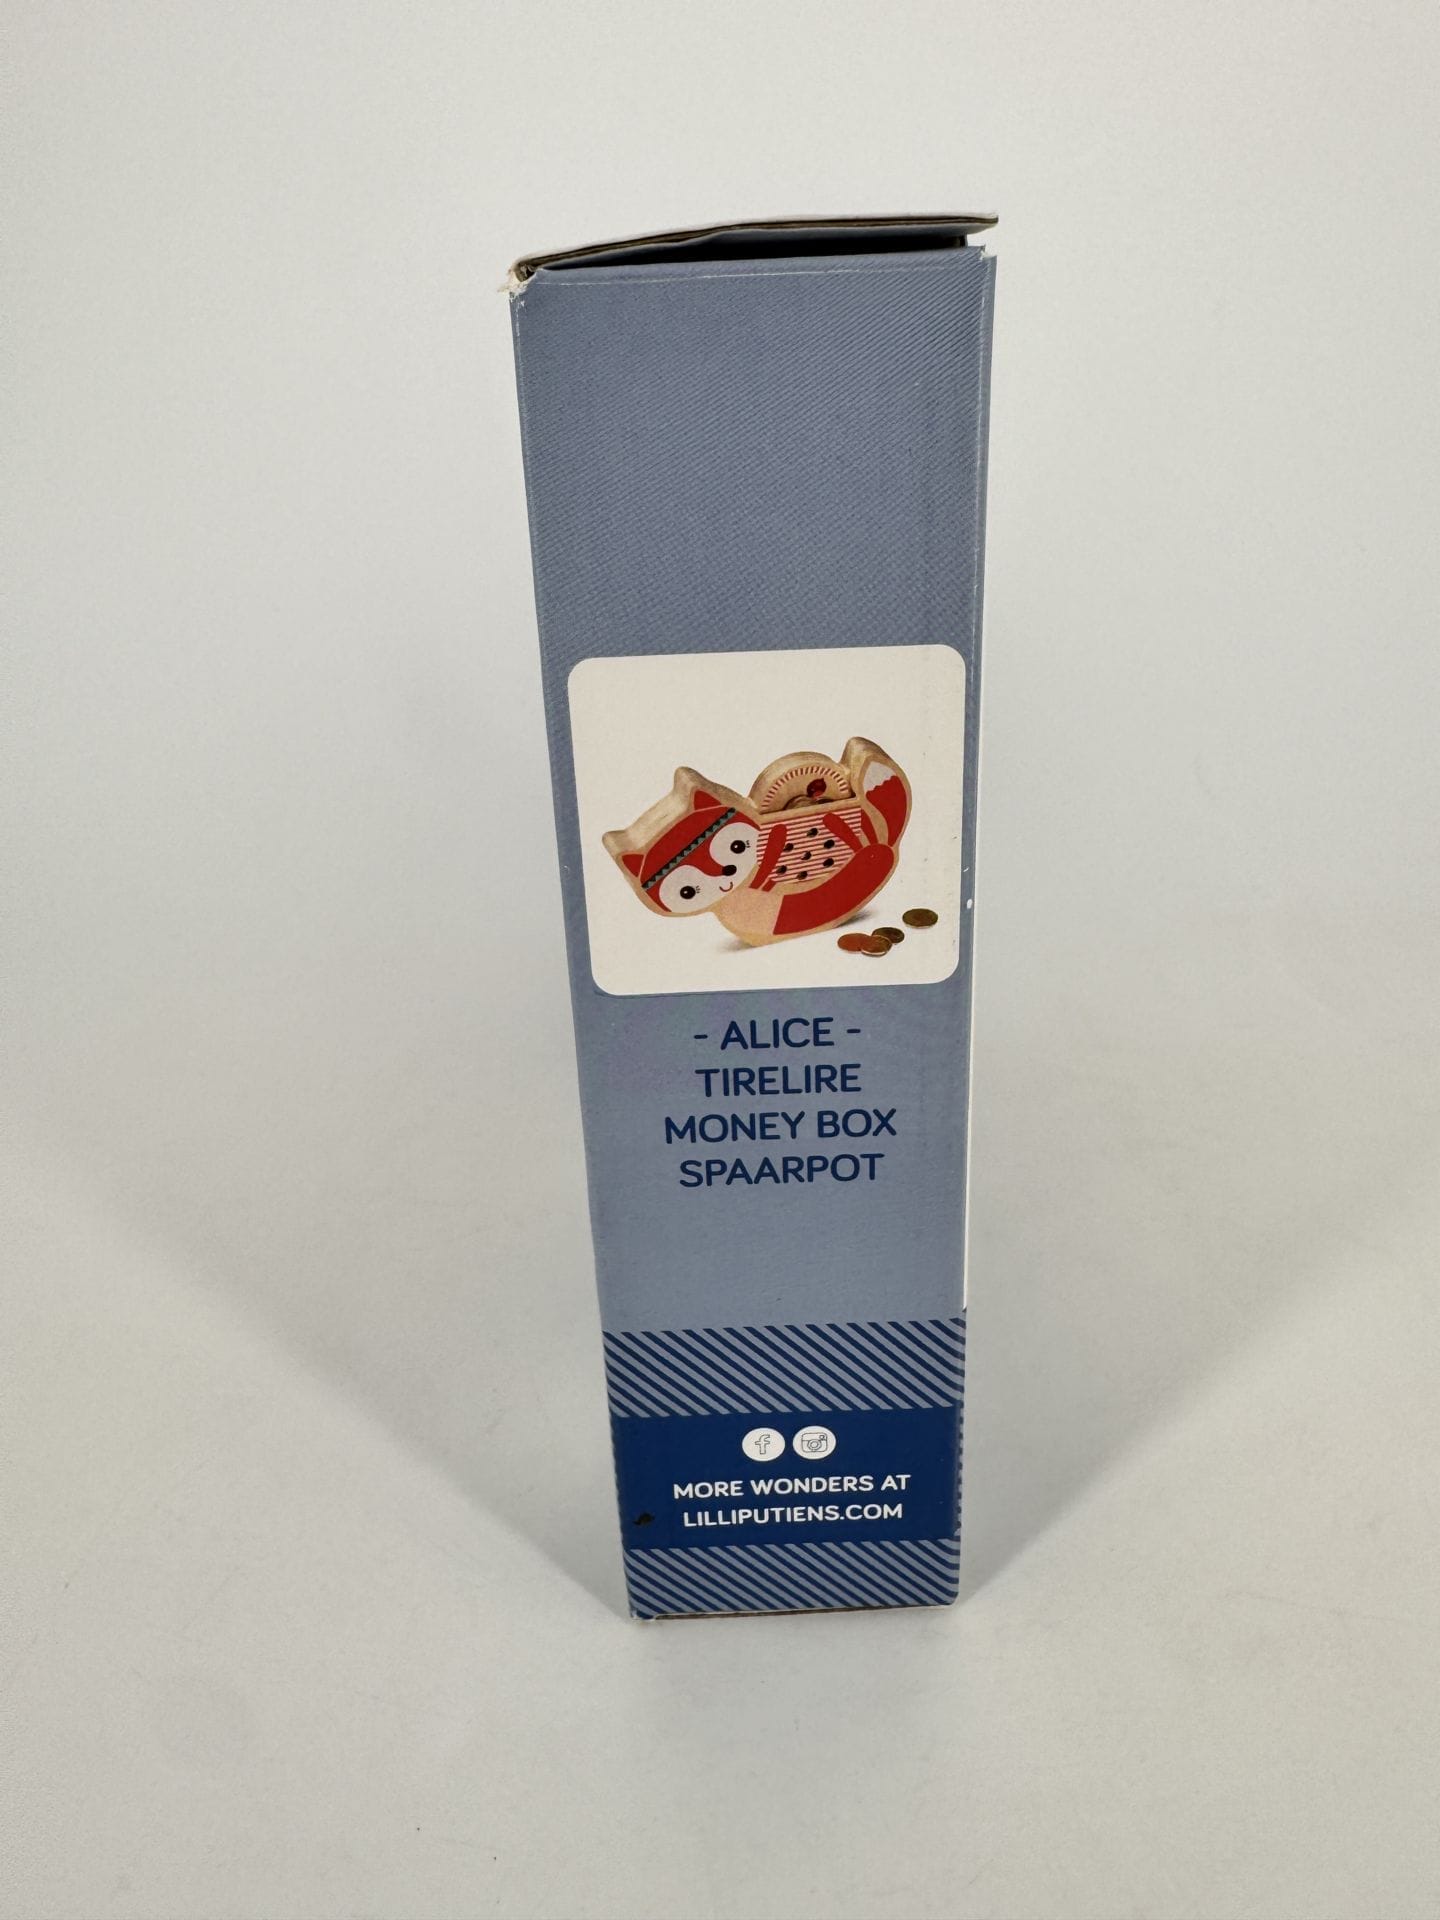 - ALICE -
TIRELIRE
MONEY BOX
SPAARPOT
MORE WONDERS AT
LILLIPUTIENS.COM